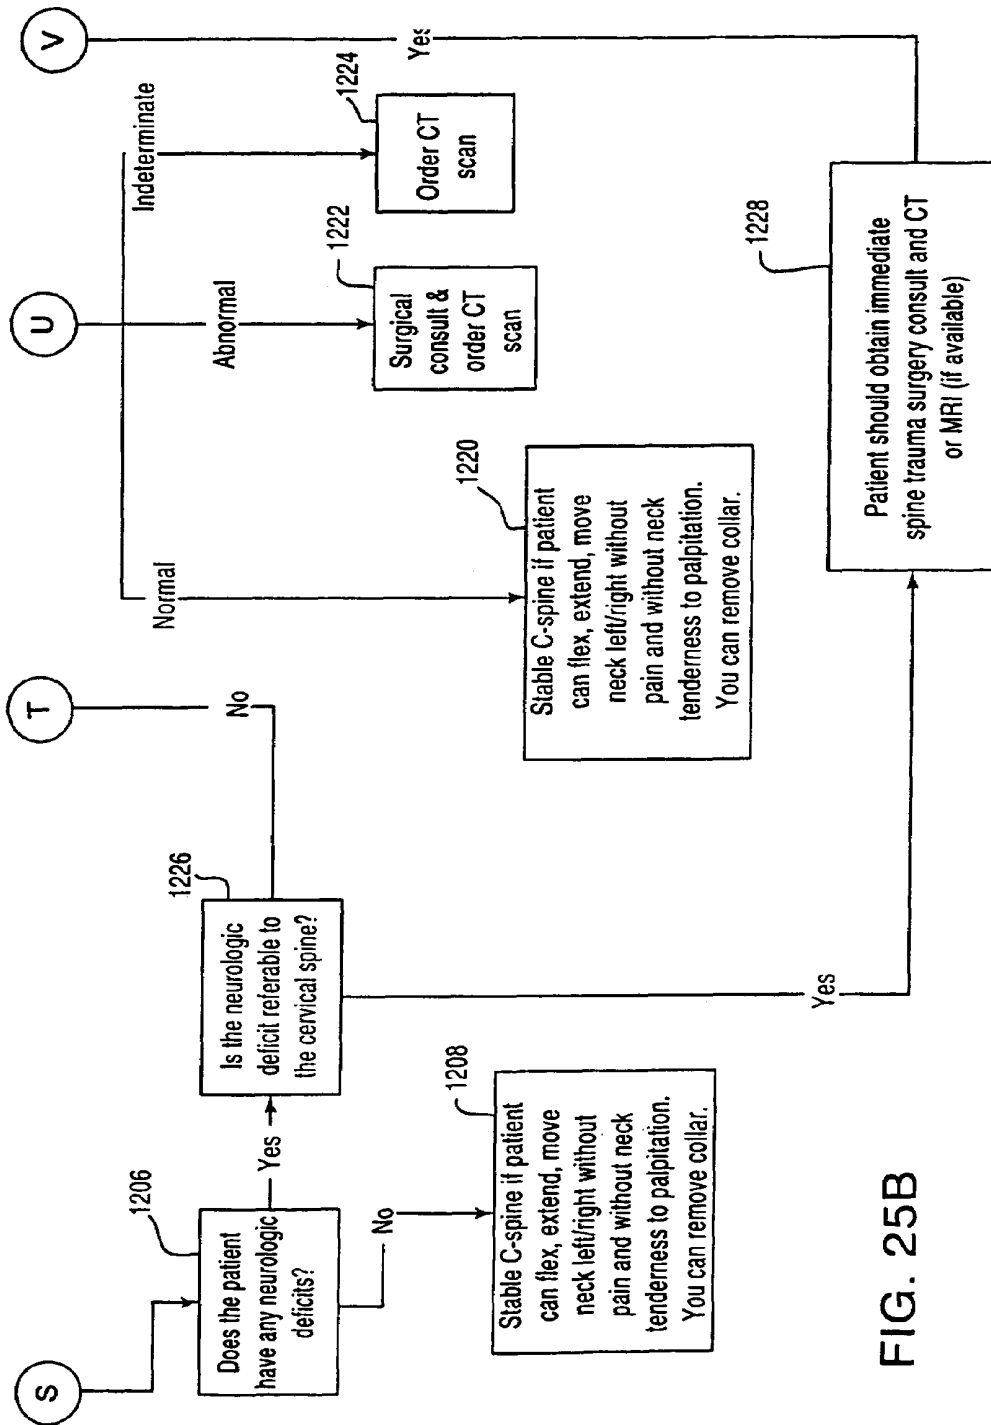 S
1206
Does the patient
have any neurologic
deficits?
Yes
No
1208
Stable C-spine if patient
can flex, extend, move
neck left/right without
pain and without neck
tenderness to palpitation.
You can remove collar.
1226
Is the neurologic
deficit referable to
the cervical spine?
No
T
Yes
U
Normal
Abnormal
Indeterminate
1220
Stable C-spine if patient
can flex, extend, move
neck left/right without
pain and without neck
tenderness to palpitation.
You can remove collar.
1222
Surgical
consult &
order CT
scan
1224
Order CT
scan
V
Yes
1228
Patient should obtain immediate
spine trauma surgery consult and CT
or MRI (if available)
FIG. 25B